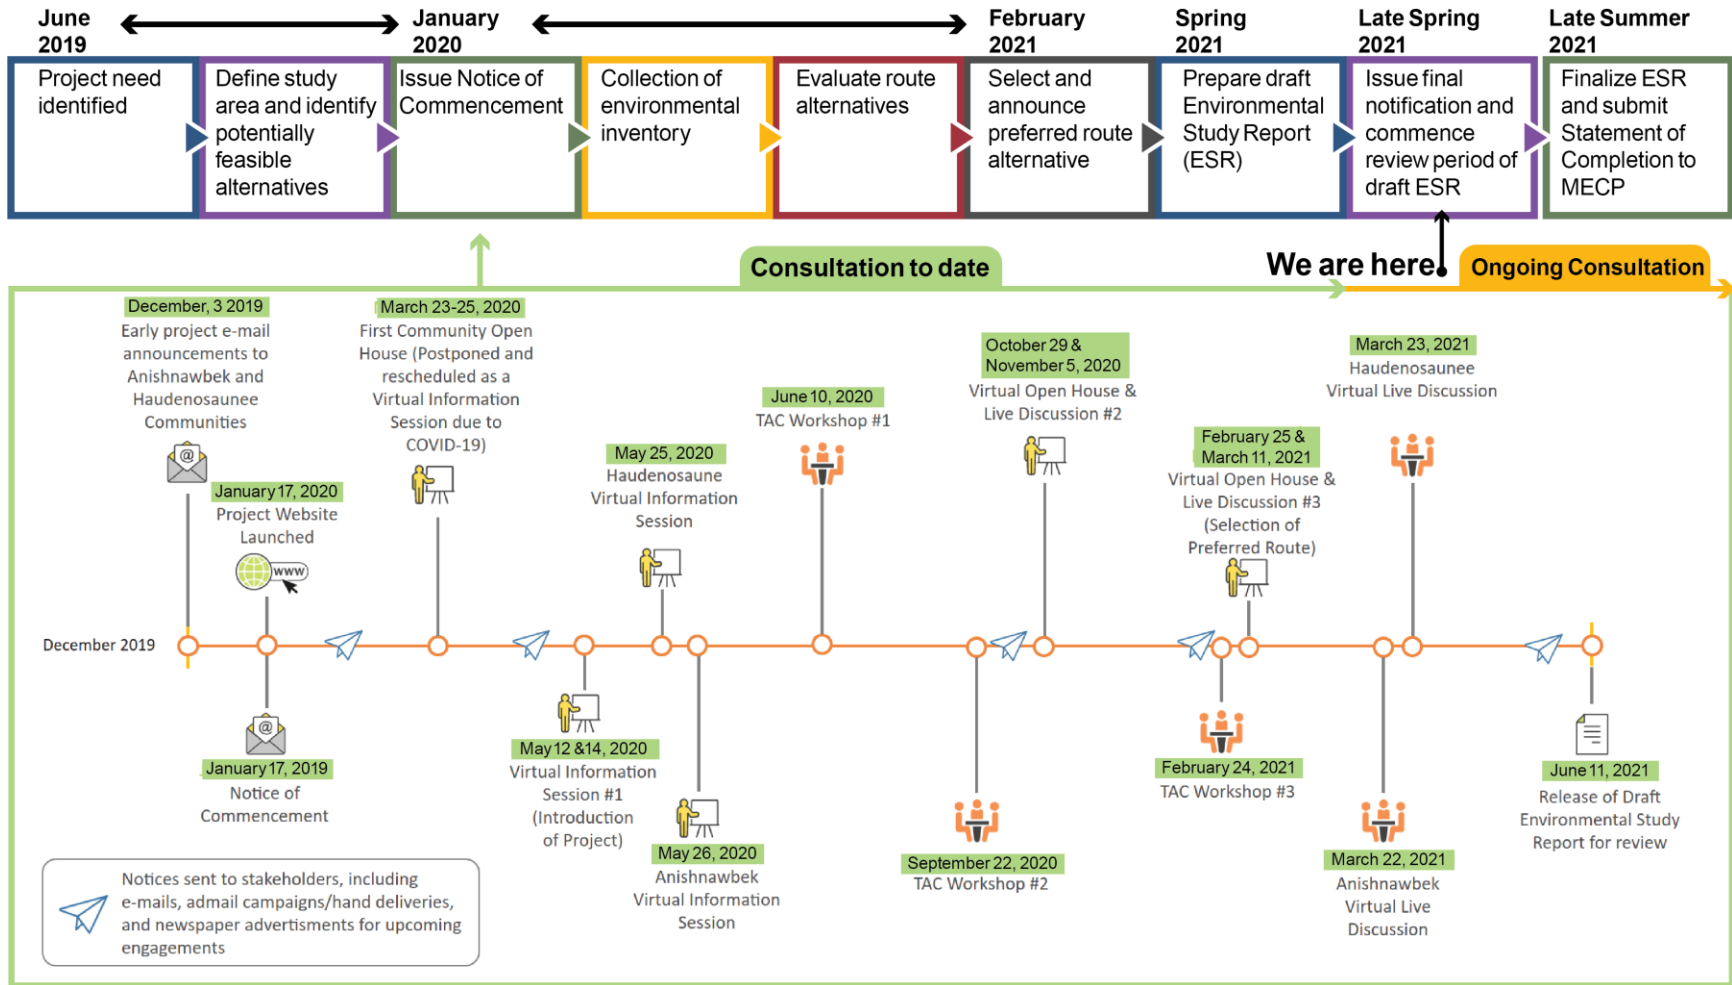 June
2019
January
2020
February
2021
Spring
2021
Late Spring
2021
Late Summer
2021
Project need
identified
Define study
area and identify
potentially
feasible
alternatives
Issue Notice of
Commencement
Collection of
environmental
inventory
Evaluate route
alternatives
Select and
announce
preferred route
alternative
Prepare draft
Environmental
Study Report
(ESR)
Issue final
notification and
commence
review period of
draft ESR
Finalize ESR
and submit
Statement of
Completion to
MECP
Consultation to date
We are here
Ongoing Consultation
December, 3 2019
Early project e-mail
announcements to
Anishnawbek and
Haudenosaunee
Communities
@
January 17, 2020
Project Website
Launched
www
March 23-25, 2020
First Community Open
House (Postponed and
rescheduled as a
Virtual Information
Session due to
COVID-19)
May 25, 2020
Haudenosaune
Virtual Information
Session
June 10, 2020
TAC Workshop #1
October 29 &
November 5, 2020
Virtual Open House &
Live Discussion #2
February 25 &
March 11, 2021
Virtual Open House &
Live Discussion #3
(Selection of
Preferred Route)
March 23, 2021
Haudenosaunee
Virtual Live Discussion
December 2019
@
January 17, 2019
Notice of
Commencement
May 12 &14, 2020
Virtual Information
Session #1
(Introduction
of Project)
May 26, 2020
Anishnawbek
Virtual Information
Session
September 22, 2020
TAC Workshop #2
February 24, 2021
TAC Workshop #3
March 22, 2021
Anishnawbek
Virtual Live
Discussion
June 11, 2021
Release of Draft
Environmental Study
Report for review
Notices sent to stakeholders, including
e-mails, admail campaigns/hand deliveries,
and newspaper advertisments for upcoming
engagements